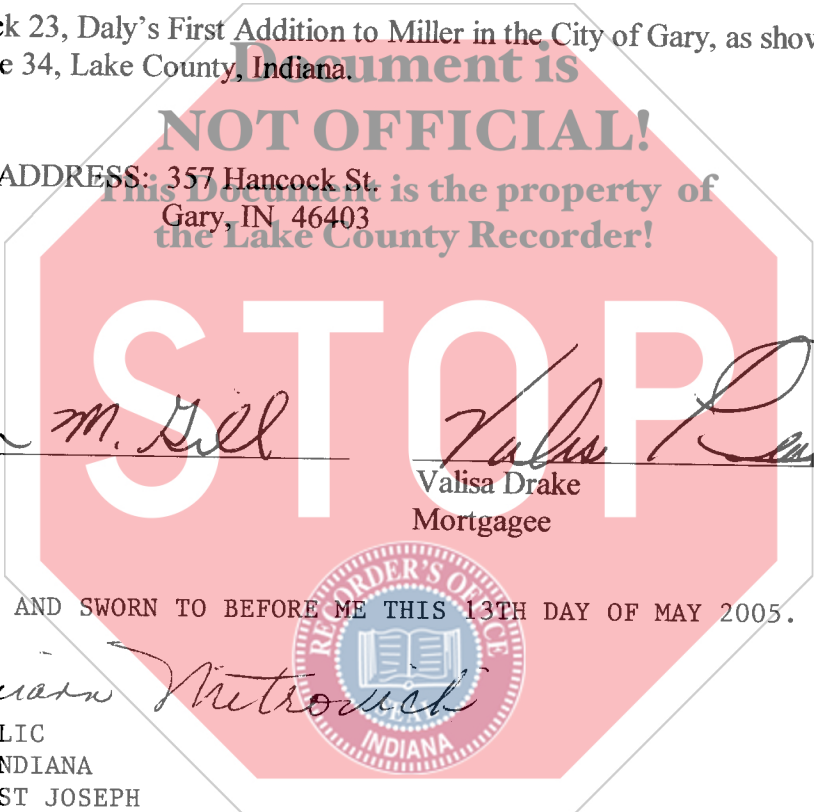 ck 23, Daly's First Addition to Miller in the City of Gary, as show
e 34, Lake County, Indiana.
Document is
NOT OFFICIAL!
ADDRESS: 357 Hancock St.
This Document is the property of
Gary, IN 46403
the Lake County Recorder!
STOP
M. Gill
Valisa Drake
Mortgagee
RECORDER'S OFFICE
AND SWORN TO BEFORE ME THIS 13TH DAY OF MAY 2005.
Metrovich
SEAL
INDIANA
LIC
NDIANA
ST JOSEPH